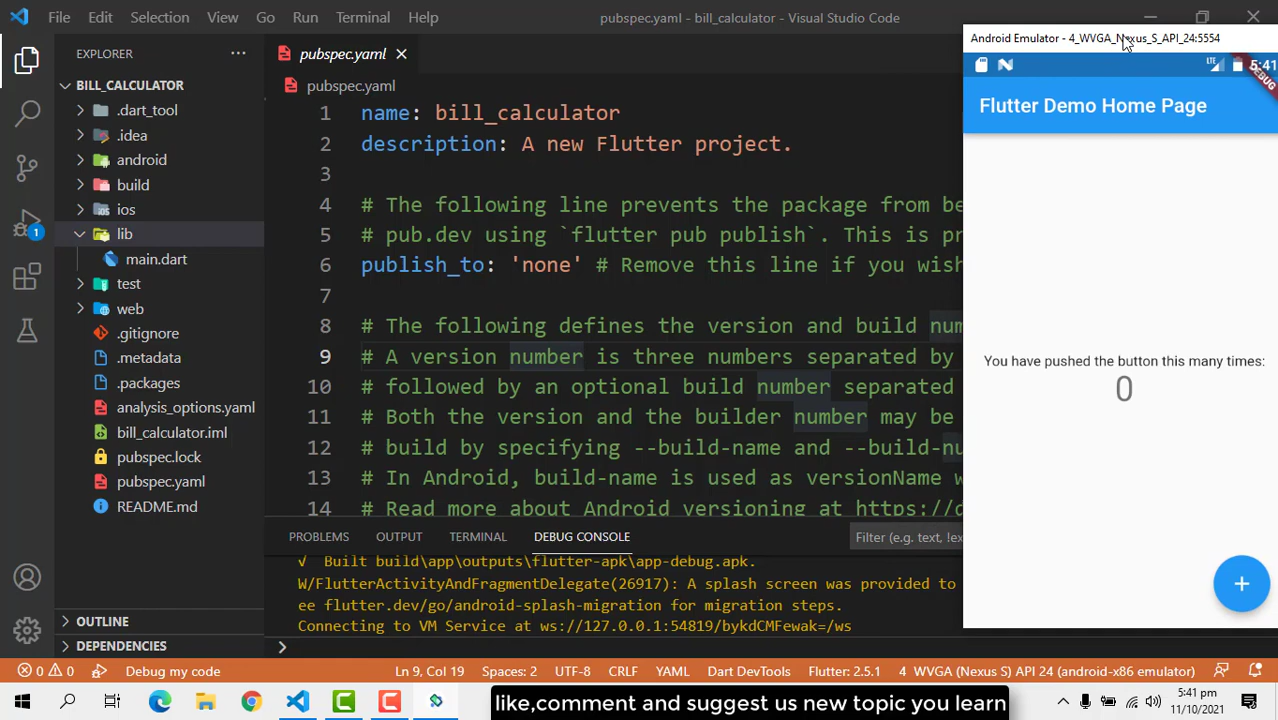 File Edit Selection View Go Run Terminal Help
pubspec.yaml - bill_calculator - Visual Studio Code
EXPLORER
BILL_CALCULATOR
.dart_tool
.idea
android
build
ios
lib
main.dart
test
web
.gitignore
.metadata
.packages
analysis_options.yaml
bill_calculator.iml
pubspec.lock
pubspec.yaml
README.md
OUTLINE
DEPENDENCIES
1
pubspec.yaml
pubspec.yaml
1 name: bill_calculator
2 description: A new Flutter project.
3
4 # The following line prevents the package from be
5 # pub.dev using `flutter pub publish`. This is pr
6 publish_to: 'none' # Remove this line if you wish
7
8 # The following defines the version and build num
9 # A version number is three numbers separated by
10 # followed by an optional build number separated
11 # Both the version and the builder number may be
12 # build by specifying --build-name and --build-nu
13 # In Android, build-name is used as versionName w
14 # Read more about Android versioning at https://d
PROBLEMS OUTPUT TERMINAL DEBUG CONSOLE
Filter (e.g. text, !ex
√ Built build\app\outputs\flutter-apk\app-debug.apk.
W/FlutterActivityAndFragmentDelegate(26917): A splash screen was provided to
ee flutter.dev/go/android-splash-migration for migration steps.
Connecting to VM Service at ws://127.0.0.1:54819/bykdCMFewak=/ws
Android Emulator - 4_WVGA_Nexus_S_API_24:5554
LTE 5:41
DEBUG
Flutter Demo Home Page
You have pushed the button this many times:
0
+
0 0 Debug my code Ln 9, Col 19 Spaces: 2 UTF-8 CRLF YAML Dart DevTools Flutter: 2.5.1 4 WVGA (Nexus S) API 24 (android-x86 emulator)
like,comment and suggest us new topic you learn
5:41 pm
11/10/2021